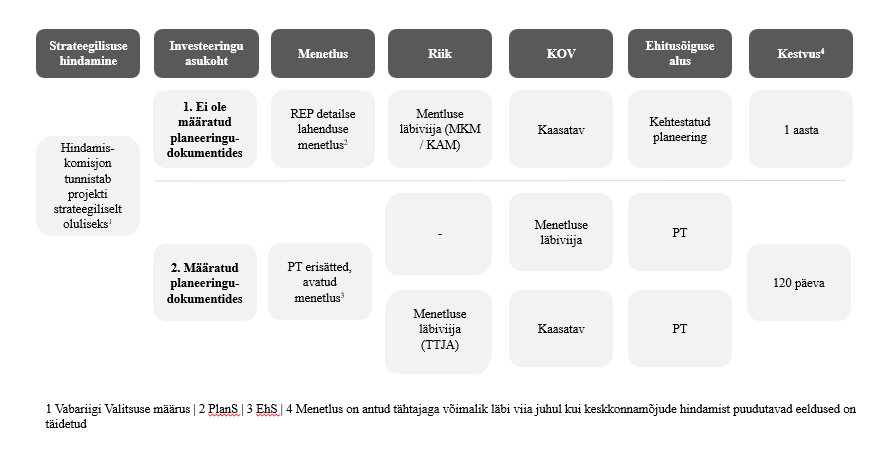 Strateegilisuse
hindamine
Investeeringu
asukoht
Menetlus
Riik
KOV
Ehitusõiguse
alus
Kestvus⁴
Hindamis-
komisjon
tunnistab
projekti
strateegiliselt
oluliseks¹
1. Ei ole
määratud
planeeringu-
dokumentides
REP detailse
lahenduse
menetlus²
Mentluse
läbiviija (MKM
/ KAM)
Kaasatav
Kehtestatud
planeering
1 aasta
2. Määratud
planeeringu-
dokumentides
PT erisätted,
avatud
menetlus³
-
Menetluse
läbiviija
PT
Menetluse
läbiviija
(TTJA)
Kaasatav
PT
120 päeva
1 Vabariigi Valitsuse määrus | 2 PlanS | 3 EhS | 4 Menetlus on antud tähtajaga võimalik läbi viia juhul kui keskkonnamõjude hindamist puudutavad eeldused on
täidetud